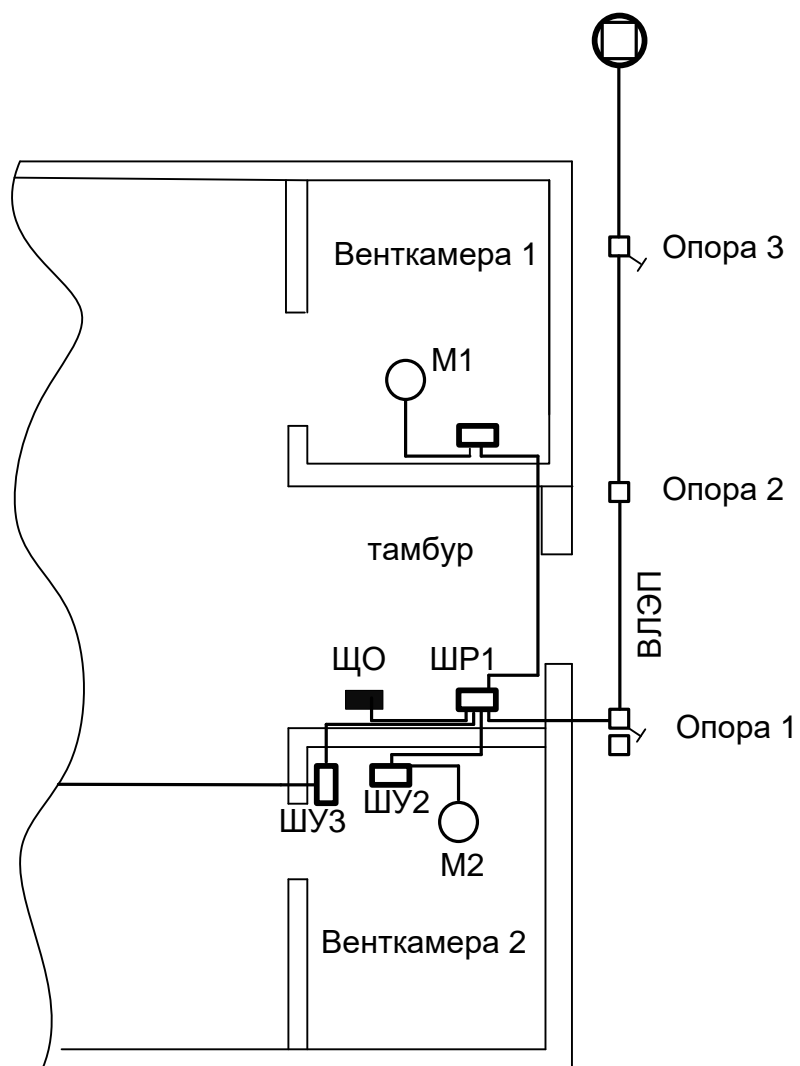 Венткамера 1
Опора 3
М1
Опора 2
тамбур
ВЛЭП
ЩО
ШР1
Опора 1
ШУ3
ШУ2
М2
Венткамера 2